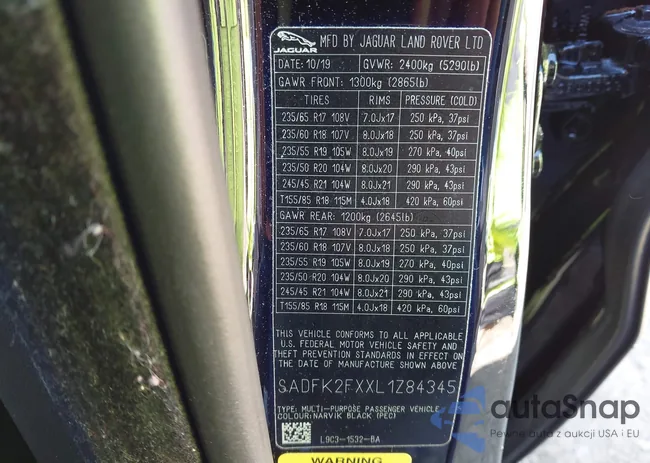 JAGUAR
MFD BY JAGUAR LAND ROVER LTD
DATE: 10/19 GVWR: 2400kg (5290lb)
GAWR FRONT: 1300kg (2865lb)
TIRES RIMS PRESSURE (COLD)
235/65 R17 108V 7.0Jx17 250 kPa, 37psi
235/60 R18 107V 8.0Jx18 250 kPa, 37psi
235/55 R19 105W 8.0Jx19 270 kPa, 40psi
235/50 R20 104W 8.0Jx20 290 kPa, 43psi
245/45 R21 104W 8.0Jx21 290 kPa, 43psi
T155/85 R18 115M 4.0Jx18 420 kPa, 60psi
GAWR REAR: 1200kg (2645lb)
235/65 R17 108V 7.0Jx17 250 kPa, 37psi
235/60 R18 107V 8.0Jx18 250 kPa, 37psi
235/55 R19 105W 8.0Jx19 270 kPa, 40psi
235/50 R20 104W 8.0Jx20 290 kPa, 43psi
245/45 R21 104W 8.0Jx21 290 kPa, 43psi
T155/85 R18 115M 4.0Jx18 420 kPa, 60psi
THIS VEHICLE CONFORMS TO ALL APPLICABLE
U.S. FEDERAL MOTOR VEHICLE SAFETY AND
THEFT PREVENTION STANDARDS IN EFFECT ON
THE DATE OF MANUFACTURE SHOWN ABOVE
SADFK2FXXL1Z84345
TYPE: MULTI-PURPOSE PASSENGER VEHICLE
COLOUR: NARVIK BLACK (PEC)
L9C3-1532-BA
WARNING
autoSnap
Pewne auta z aukcji USA i EU